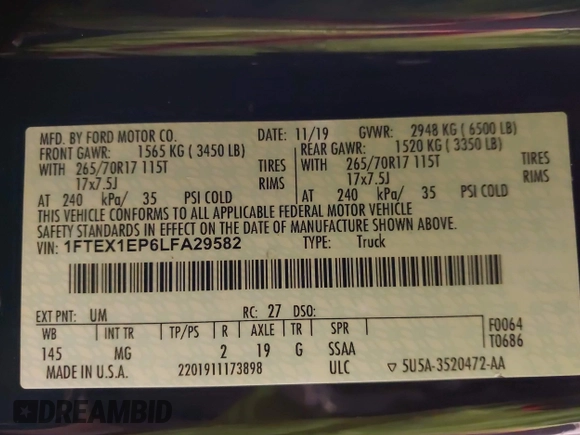 MFD. BY FORD MOTOR CO. DATE: 11/19 GVWR: 2948 KG ( 6500 LB)
FRONT GAWR: 1565 KG ( 3450 LB) REAR GAWR: 1520 KG ( 3350 LB)
WITH 265/70R17 115T TIRES WITH 265/70R17 115T TIRES
17x7.5J RIMS 17x7.5J RIMS
AT 240 kPa/ 35 PSI COLD AT 240 kPa/ 35 PSI COLD
THIS VEHICLE CONFORMS TO ALL APPLICABLE FEDERAL MOTOR VEHICLE
SAFETY STANDARDS IN EFFECT ON THE DATE OF MANUFACTURE SHOWN ABOVE.
VIN: 1FTEX1EP6LFA29582 TYPE: Truck
EXT PNT: UM RC: 27 DSO:
WB INT TR TP/PS R AXLE TR SPR F0064
145 MG 2 19 G SSAA T0686
MADE IN U.S.A. 2201911173898 ULC 5U5A-3520472-AA
DREAMBID